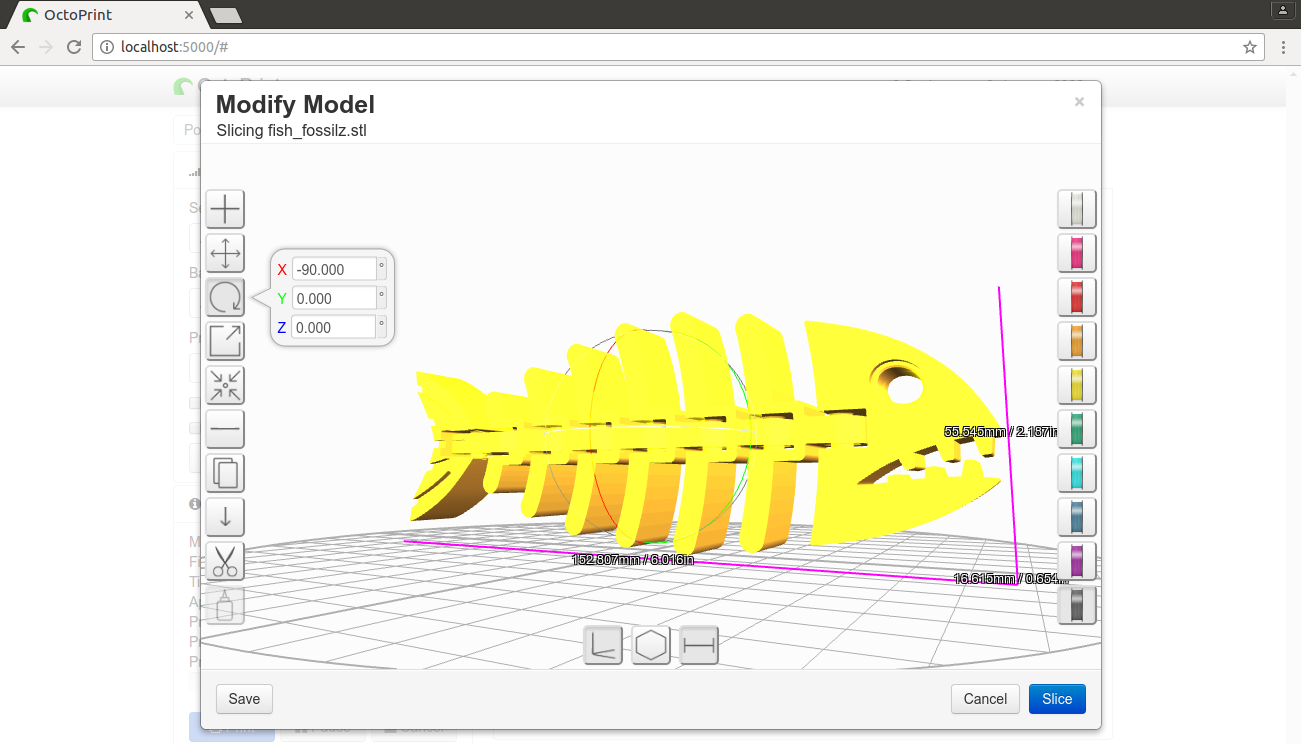 OctoPrint
localhost:5000/#
Modify Model
Slicing fish_fossilz.stl
X -90.000 °
Y 0.000 °
Z 0.000 °
55.545mm / 2.187in
152.807mm / 6.016in
16.615mm / 0.654
Save
Cancel
Slice